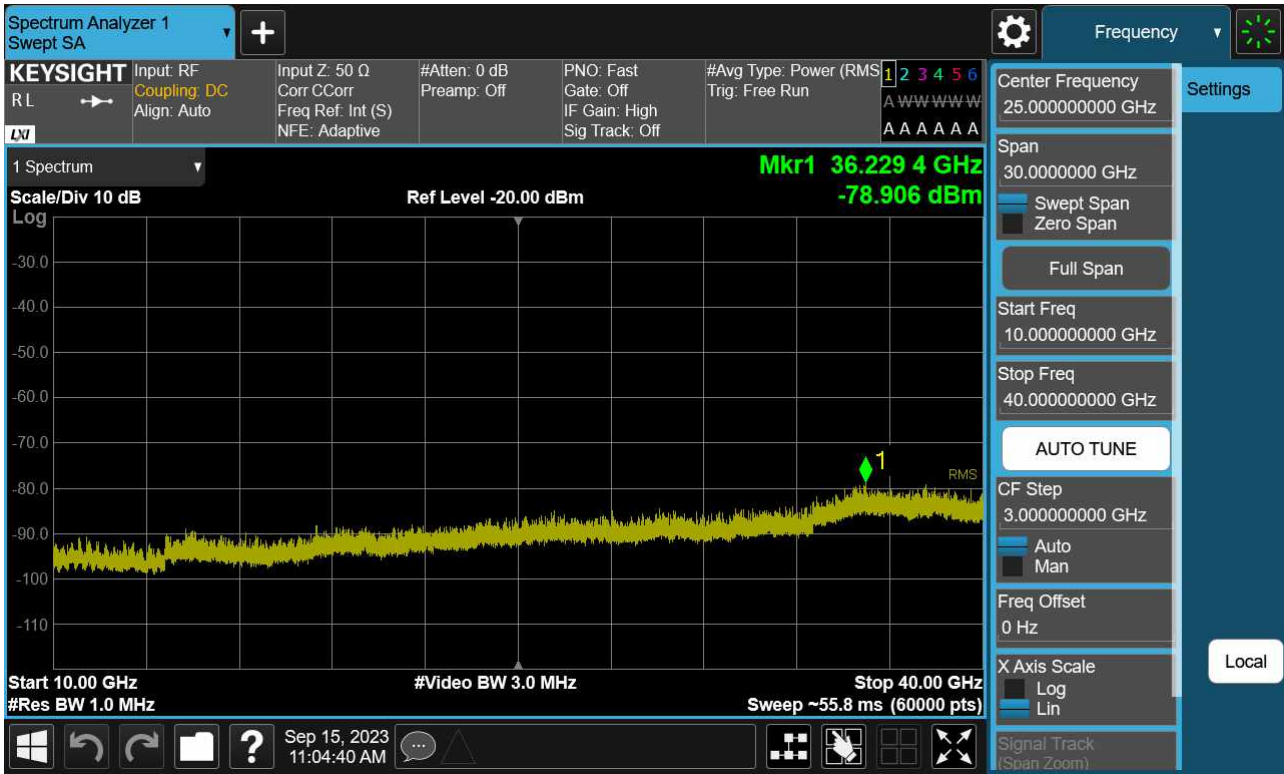 Spectrum Analyzer 1
Swept SA
+
Frequency
KEYSIGHT
R L
LXI
Input: RF
Coupling: DC
Align: Auto
Input Z: 50 Ω
Corr CCorr
Freq Ref: Int (S)
NFE: Adaptive
#Atten: 0 dB
Preamp: Off
PNO: Fast
Gate: Off
IF Gain: High
Sig Track: Off
#Avg Type: Power (RMS
Trig: Free Run
1 2 3 4 5 6
A W W W W W
A A A A A A
1 Spectrum
Mkr1 36.229 4 GHz
-78.906 dBm
Scale/Div 10 dB
Ref Level -20.00 dBm
Log
-30.0
-40.0
-50.0
-60.0
-70.0
-80.0
-90.0
-100
-110
1
RMS
Start 10.00 GHz
#Video BW 3.0 MHz
Stop 40.00 GHz
#Res BW 1.0 MHz
Sweep ~55.8 ms (60000 pts)
Center Frequency
25.000000000 GHz
Settings
Span
30.0000000 GHz
Swept Span
Zero Span
Full Span
Start Freq
10.000000000 GHz
Stop Freq
40.000000000 GHz
AUTO TUNE
CF Step
3.000000000 GHz
Auto
Man
Freq Offset
0 Hz
X Axis Scale
Log
Lin
Local
Signal Track
(Span Zoom)
?
Sep 15, 2023
11:04:40 AM